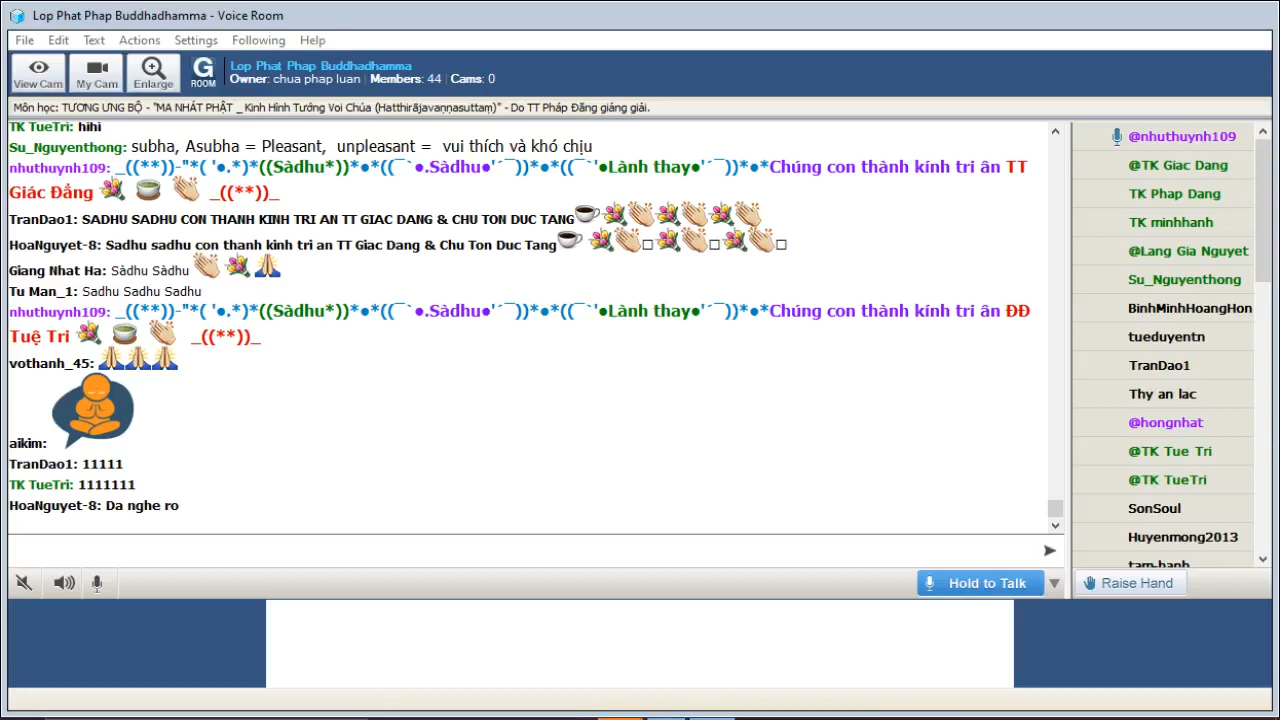 Lop Phat Phap Buddhadhamma - Voice Room
File Edit Text Actions Settings Following Help
View Cam My Cam Enlarge G ROOM
Lop Phat Phap Buddhadhamma
Owner: chua phap luan | Members: 44 | Cams: 0
Môn học: TƯƠNG ƯNG BỘ - "MA NHÁT PHẬT _ Kinh Hình Tướng Voi Chúa (Hatthirājavaṇṇasuttaṃ)" - Do TT Pháp Đăng giảng giải.
TK TueTri: hihi
Su_Nguyenthong: subha, Asubha = Pleasant, unpleasant = vui thích và khó chịu
nhuthuynh109: _((**))-"*( '●.*)*((Sàdhu*))*●*((¯`●.Sàdhu●'´¯))*●*((¯`'●Lành thay●'´¯))*●*Chúng con thành kính tri ân TT
Giác Đẳng 💐 🍵 👏 _((**))_
TranDao1: SADHU SADHU CON THANH KINH TRI AN TT GIAC DANG & CHU TON DUC TANG☕💐👏💐👏💐👏
HoaNguyet-8: Sadhu sadhu con thanh kinh tri an TT Giac Dang & Chu Ton Duc Tang☕ 💐👏□💐👏□💐👏□
Giang Nhat Ha: Sàdhu Sàdhu 👏 💐 🙏
Tu Man_1: Sadhu Sadhu Sadhu
nhuthuynh109: _((**))-"*( '●.*)*((Sàdhu*))*●*((¯`●.Sàdhu●'´¯))*●*((¯`'●Lành thay●'´¯))*●*Chúng con thành kính tri ân ĐĐ
Tuệ Tri 💐 🍵 👏 _((**))_
vothanh_45: 🙏🙏🙏
aikim:
TranDao1: 11111
TK TueTri: 1111111
HoaNguyet-8: Da nghe ro
Hold to Talk
@nhuthuynh109
@TK Giac Dang
TK Phap Dang
TK minhhanh
@Lang Gia Nguyet
Su_Nguyenthong
BinhMinhHoangHon
tueduyentn
TranDao1
Thy an lac
@hongnhat
@TK Tue Tri
@TK TueTri
SonSoul
Huyenmong2013
tam-hanh
Raise Hand